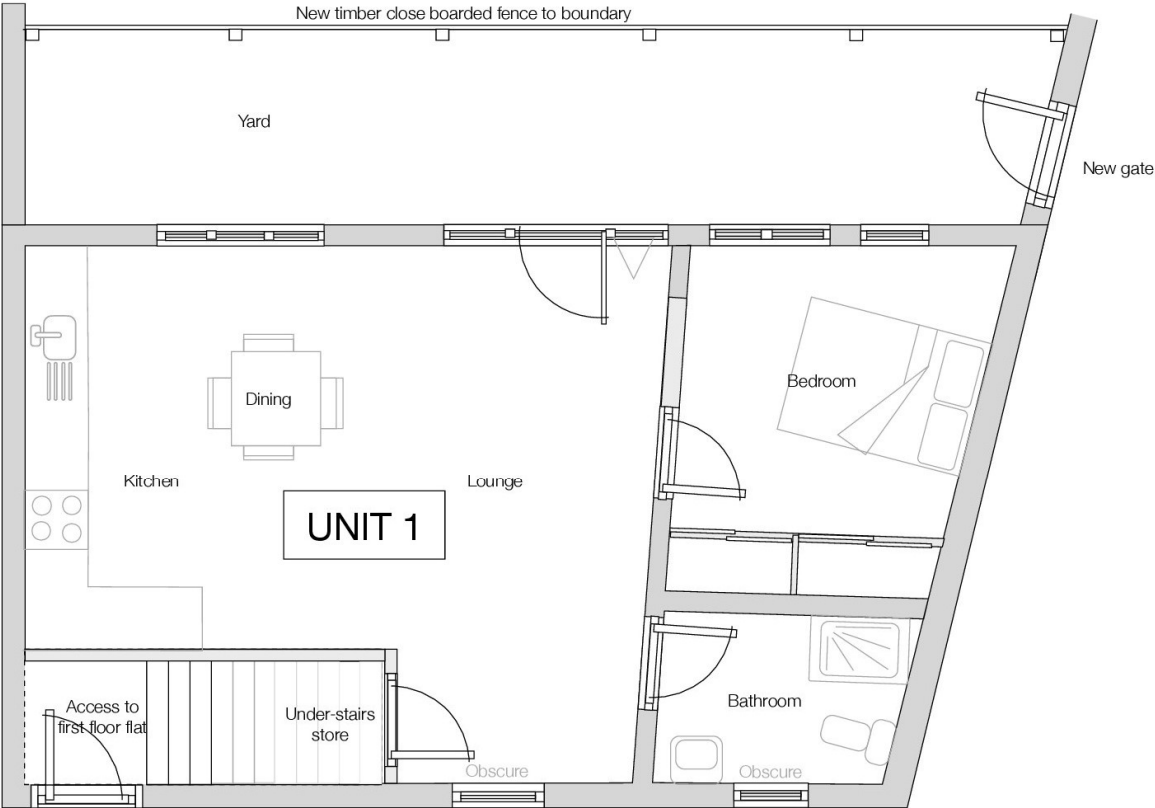 New timber close boarded fence to boundary
Yard
New gate
Bedroom
Dining
Kitchen
Lounge
UNIT 1
Bathroom
Access to
first floor flat
Under-stairs
store
Obscure
Obscure